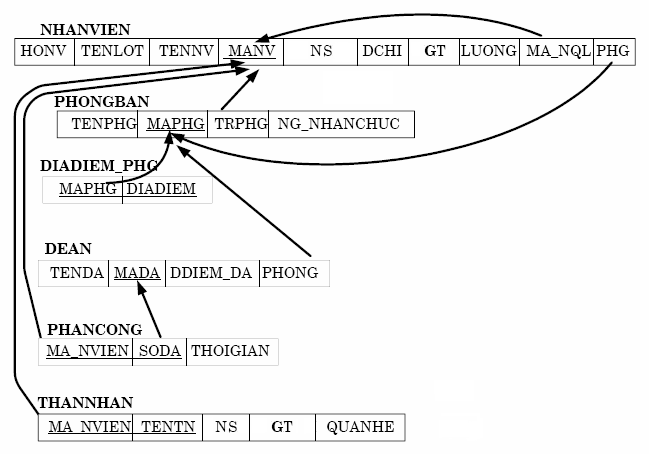 NHANVIEN
HONV TENLOT TENNV MANV NS DCHI GT LUONG MA_NQL PHG
PHONGBAN
TENPHG MAPHG TRPHG NG_NHANCHUC
DIADIEM_PHG
MAPHG DIADIEM
DEAN
TENDA MADA DDIEM_DA PHONG
PHANCONG
MA_NVIEN SODA THOIGIAN
THANNHAN
MA_NVIEN TENTN NS GT QUANHE